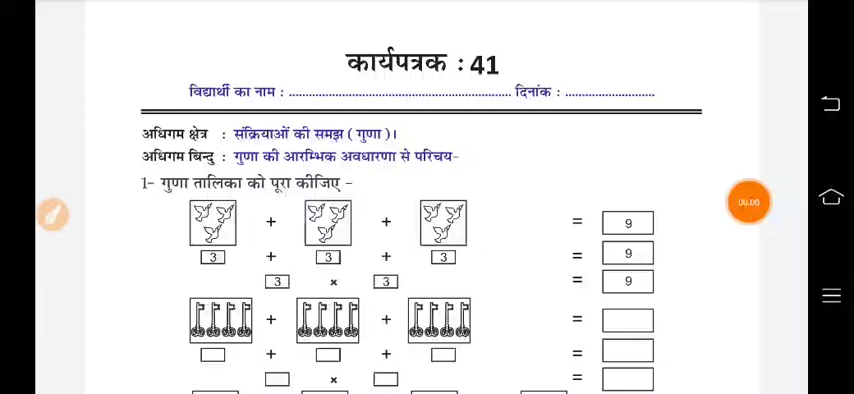 कार्यपत्रक : 41
विद्यार्थी का नाम : .................................................................. दिनांक : ...........................
अधिगम क्षेत्र : संक्रियाओं की समझ ( गुणा )।
अधिगम बिन्दु : गुणा की आरम्भिक अवधारणा से परिचय-
1- गुणा तालिका को पूरा कीजिए -
+ + = 9
3 + 3 + 3 = 9
3 × 3 = 9
+ + =
+ + =
× =
00:00